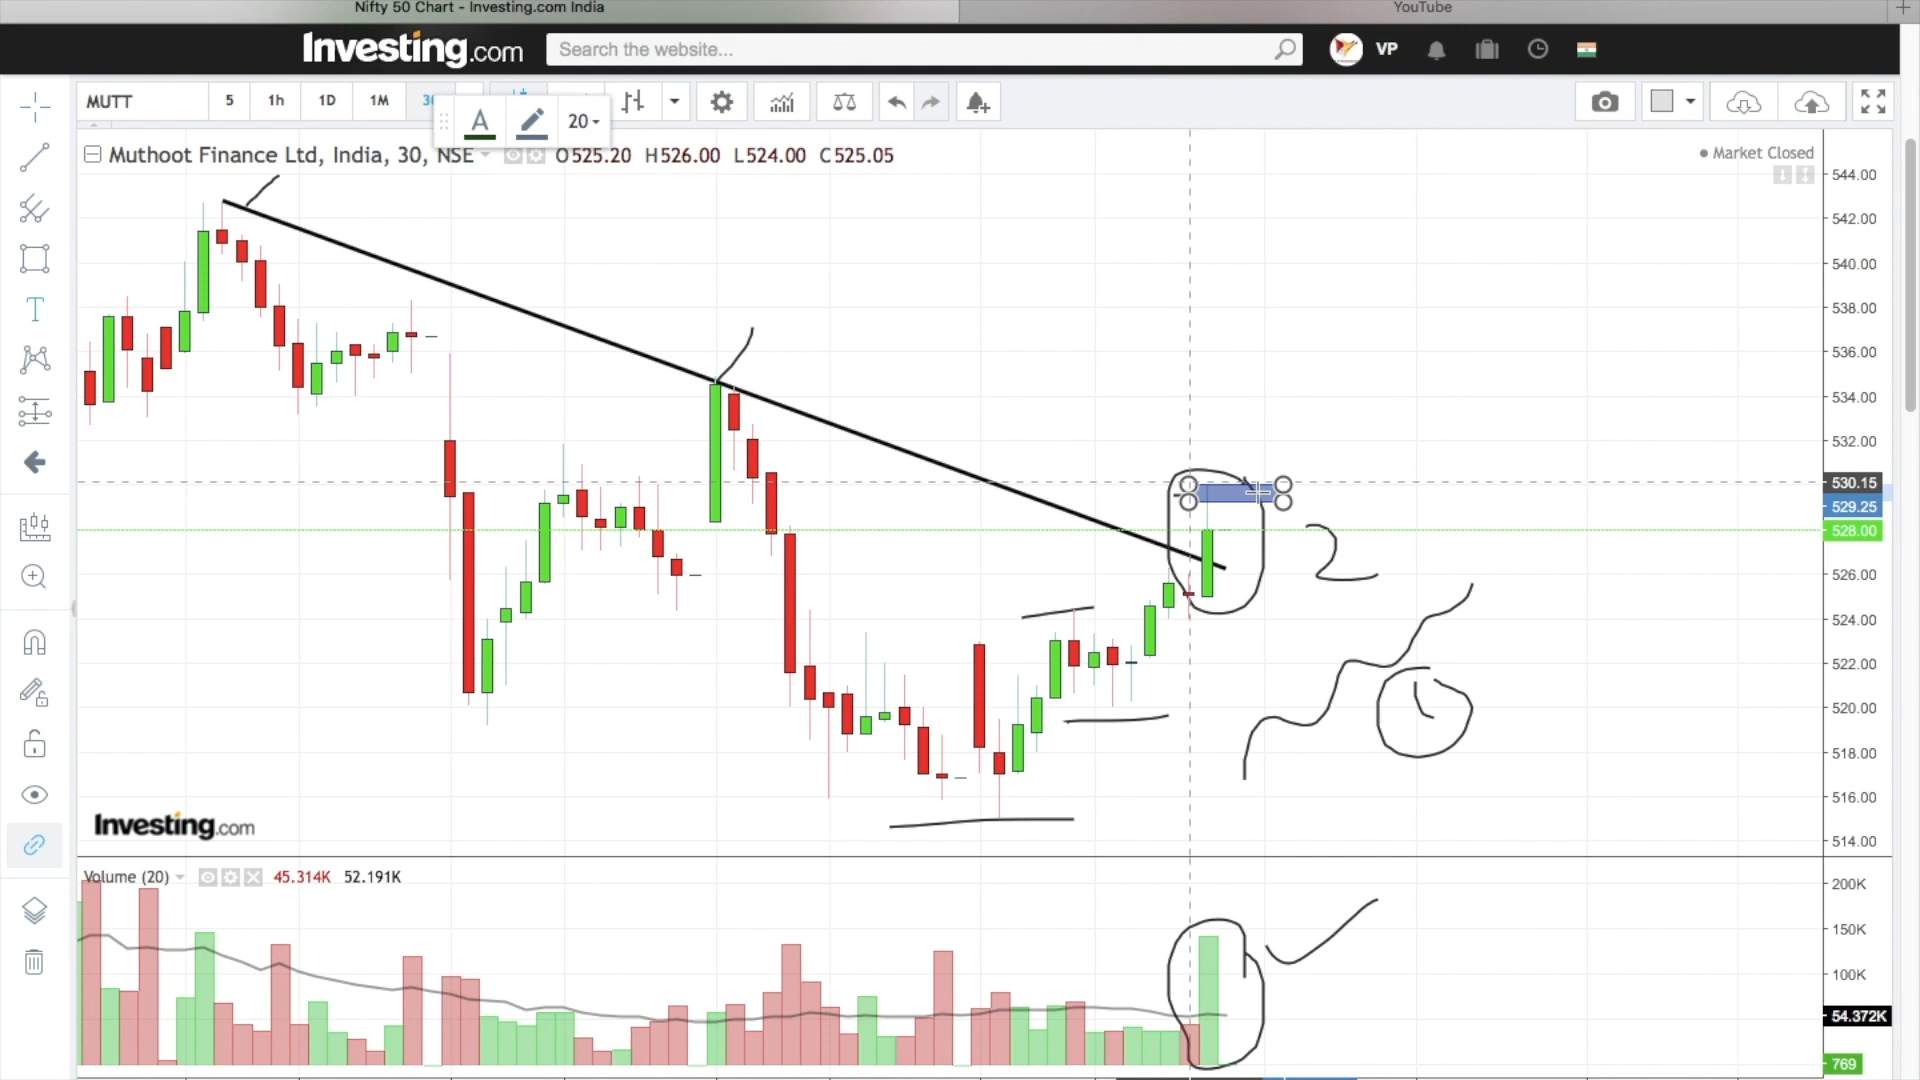 Nifty 50 Chart - Investing.com India
YouTube
Investing.com
Search the website...
VP
MUTT
5
1h
1D
1M
A
20
Muthoot Finance Ltd, India, 30, NSE
O525.20 H526.00 L524.00 C525.05
Market Closed
544.00
542.00
540.00
538.00
536.00
534.00
532.00
530.15
529.25
528.00
526.00
524.00
522.00
520.00
518.00
516.00
514.00
2
Investing.com
Volume (20)
45.314K 52.191K
200K
150K
100K
54.372K
769